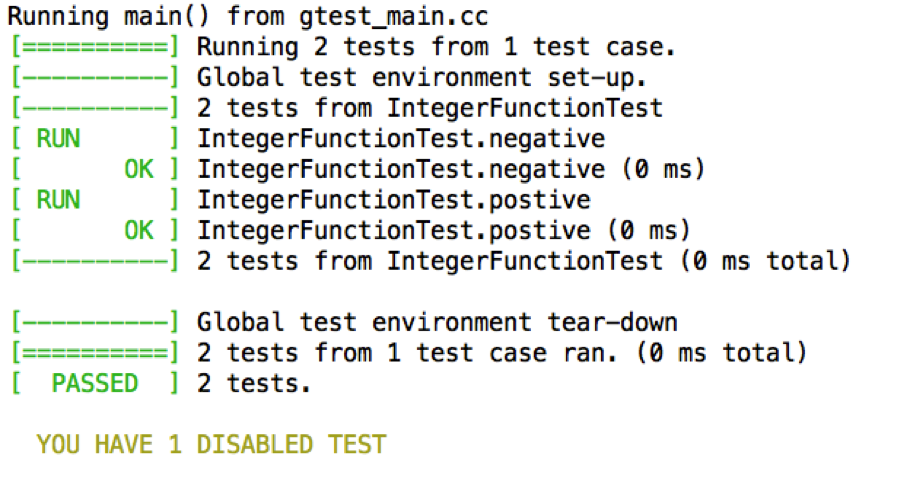 Running main() from gtest_main.cc
[==========] Running 2 tests from 1 test case.
[----------] Global test environment set-up.
[----------] 2 tests from IntegerFunctionTest
[ RUN      ] IntegerFunctionTest.negative
[       OK ] IntegerFunctionTest.negative (0 ms)
[ RUN      ] IntegerFunctionTest.postive
[       OK ] IntegerFunctionTest.postive (0 ms)
[----------] 2 tests from IntegerFunctionTest (0 ms total)
[----------] Global test environment tear-down
[==========] 2 tests from 1 test case ran. (0 ms total)
[  PASSED  ] 2 tests.
YOU HAVE 1 DISABLED TEST